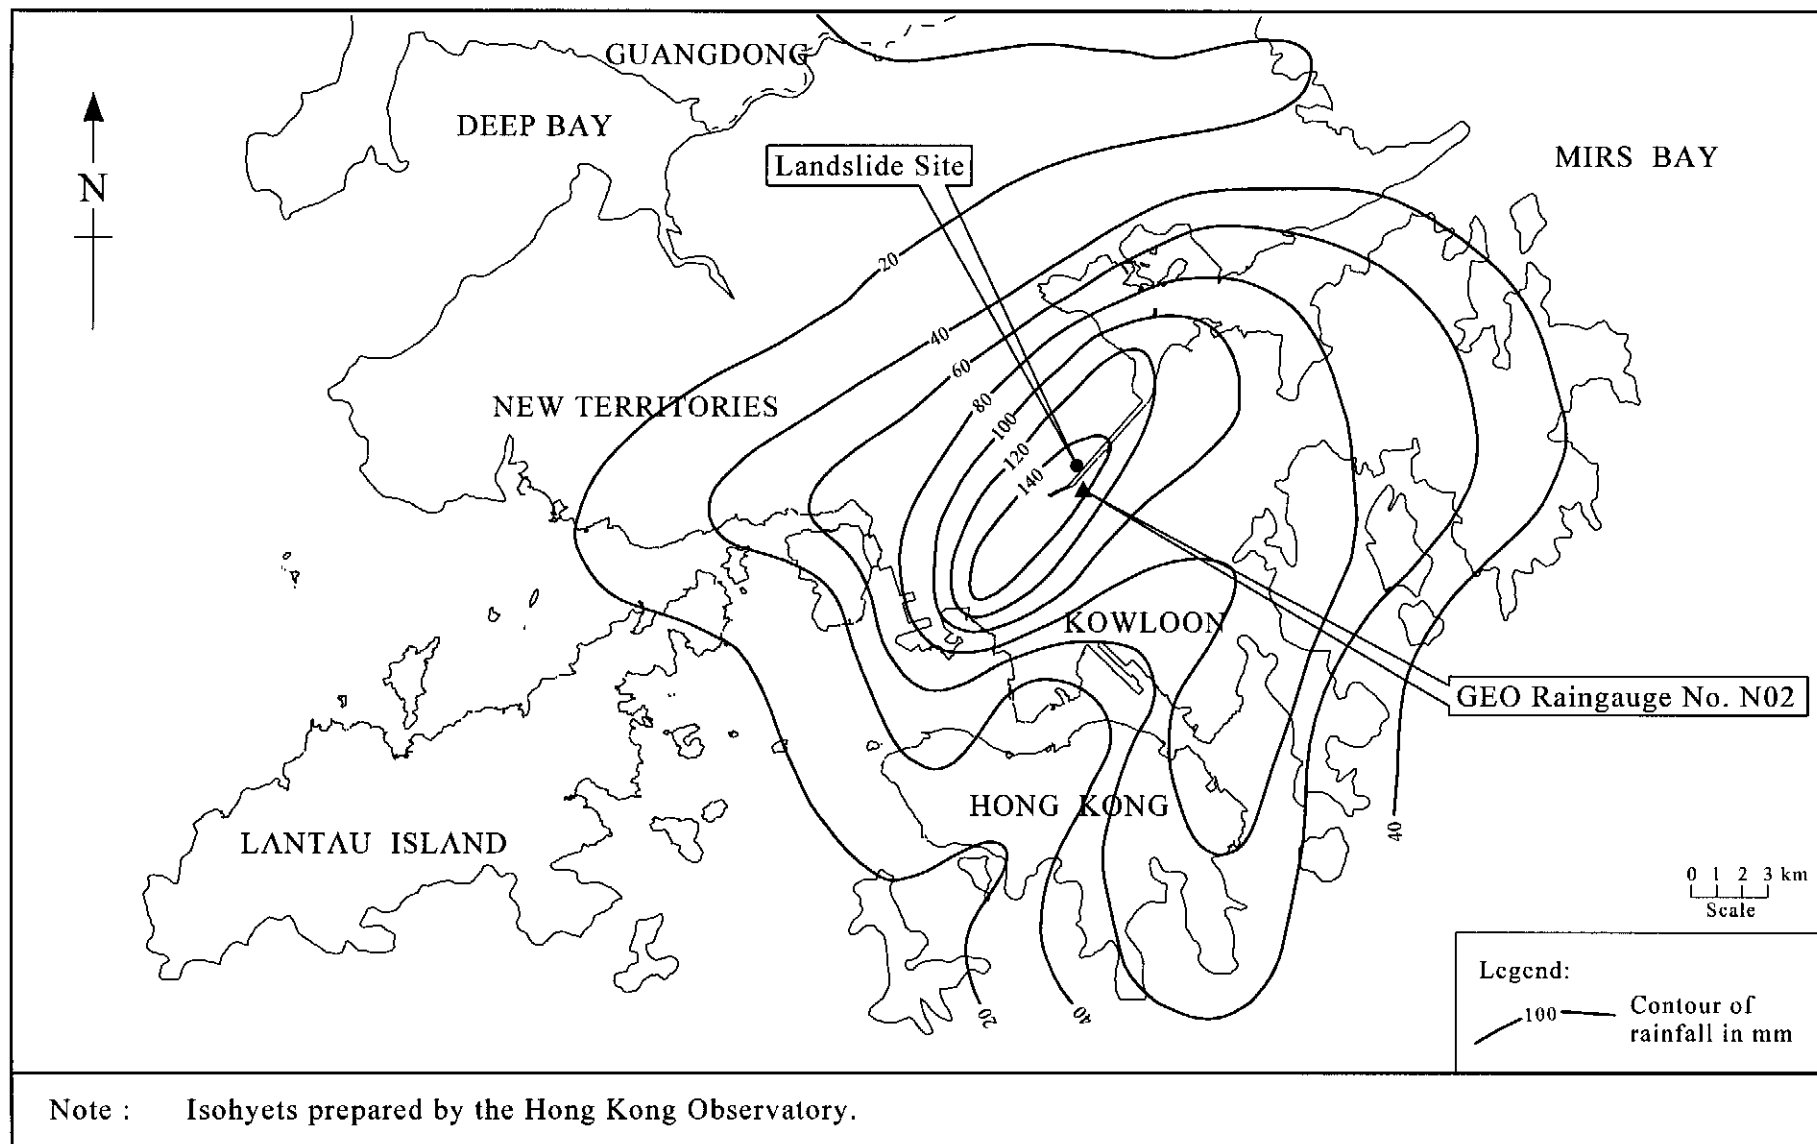 GUANGDONG
DEEP BAY
MIRS BAY
Landslide Site
N
20
40
60
80
100
120
140
NEW TERRITORIES
KOWLOON
GEO Raingauge No. N02
HONG KONG
LANTAU ISLAND
40
20
40
0 1 2 3 km
Scale
Legend:
100
Contour of
rainfall in mm
Note : Isohyets prepared by the Hong Kong Observatory.